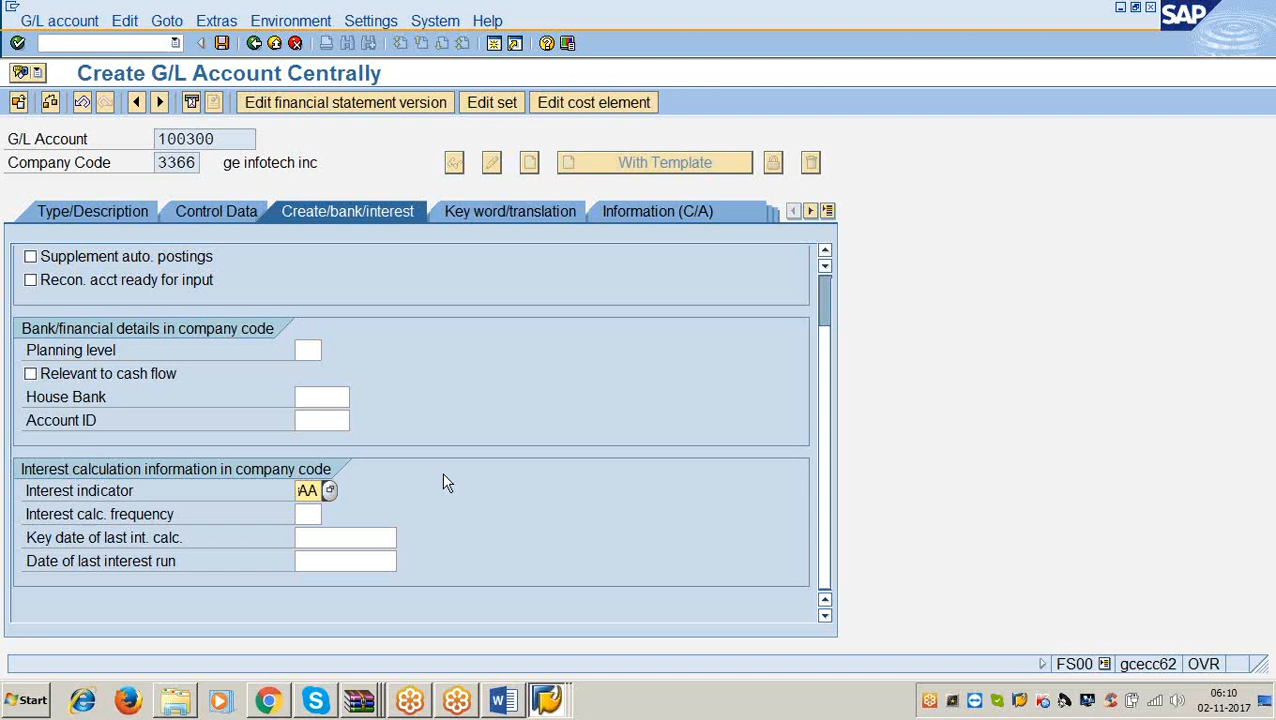 G/L account Edit Goto Extras Environment Settings System Help
SAP
Create G/L Account Centrally
Edit financial statement version Edit set Edit cost element
G/L Account 100300
Company Code 3366 ge infotech inc With Template
Type/Description Control Data Create/bank/interest Key word/translation Information (C/A)
Supplement auto. postings
Recon. acct ready for input
Bank/financial details in company code
Planning level
Relevant to cash flow
House Bank
Account ID
Interest calculation information in company code
Interest indicator AA
Interest calc. frequency
Key date of last int. calc.
Date of last interest run
FS00 gcecc62 OVR
Start
06:10
02-11-2017